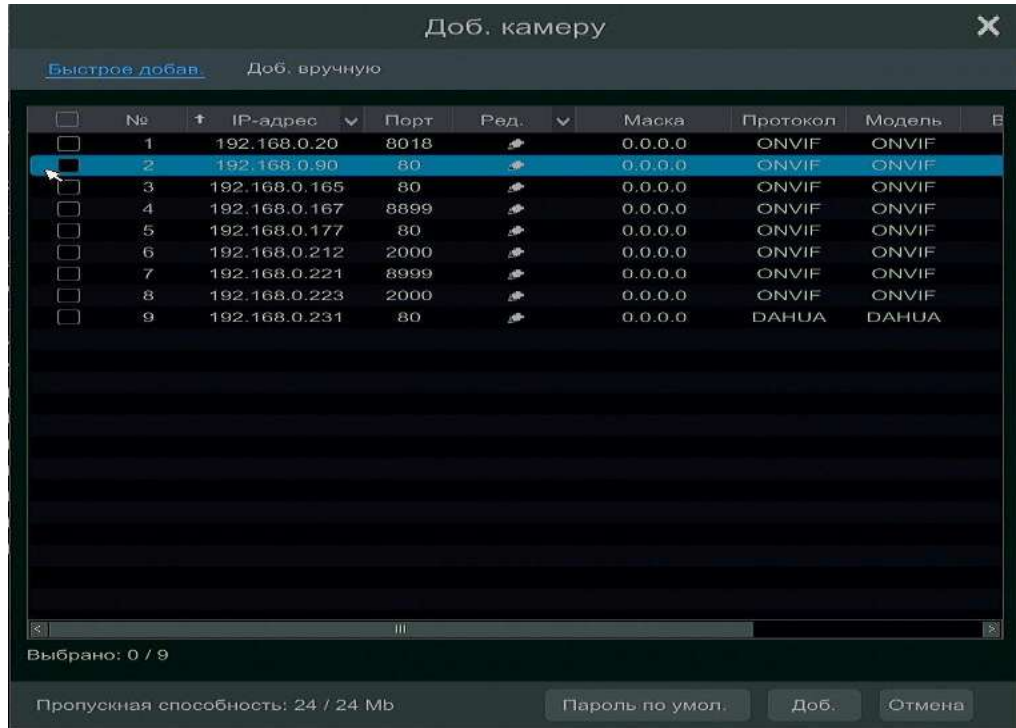 Доб. камеру
Быстрое добав. Доб. вручную
№ IP-адрес Порт Ред. Маска Протокол Модель В
1 192.168.0.20 8018 0.0.0.0 ONVIF ONVIF
2 192.168.0.90 80 0.0.0.0 ONVIF ONVIF
3 192.168.0.165 80 0.0.0.0 ONVIF ONVIF
4 192.168.0.167 8899 0.0.0.0 ONVIF ONVIF
5 192.168.0.177 80 0.0.0.0 ONVIF ONVIF
6 192.168.0.212 2000 0.0.0.0 ONVIF ONVIF
7 192.168.0.221 8999 0.0.0.0 ONVIF ONVIF
8 192.168.0.223 2000 0.0.0.0 ONVIF ONVIF
9 192.168.0.231 80 0.0.0.0 DAHUA DAHUA
Выбрано: 0 / 9
Пропускная способность: 24 / 24 Mb Пароль по умол. Доб. Отмена